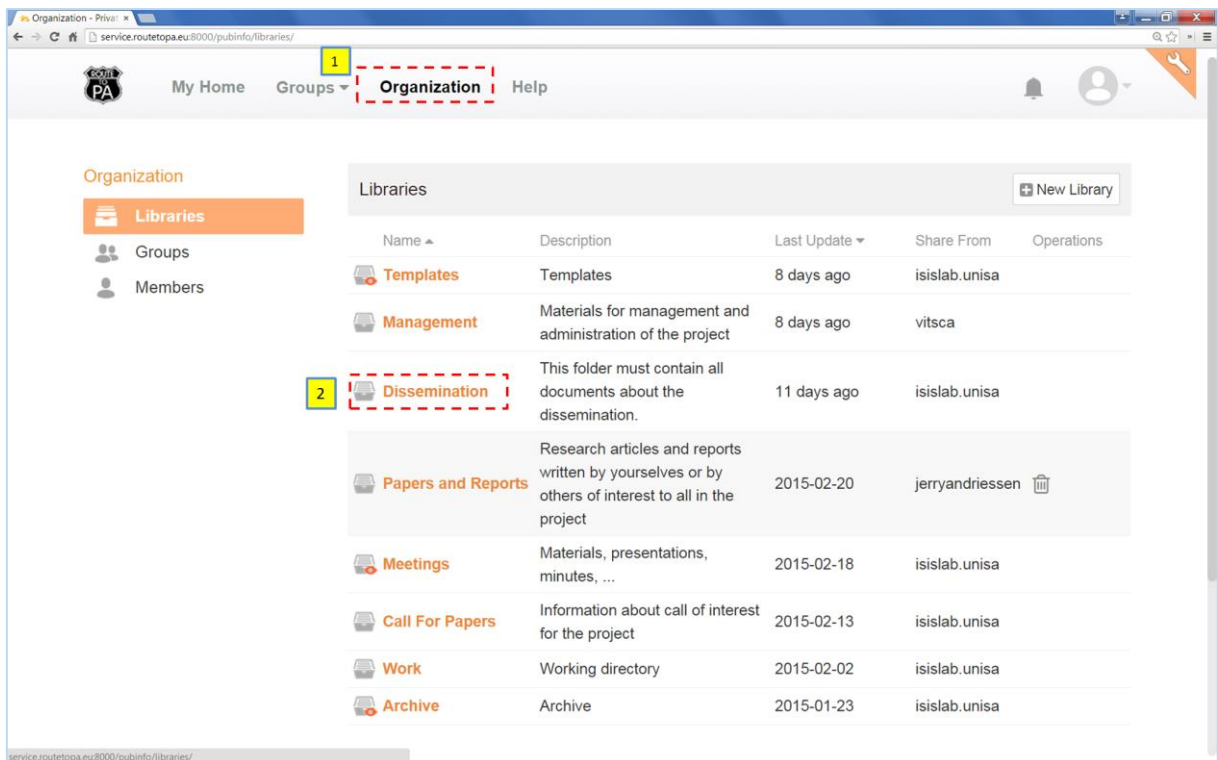 Organization - Privat
service.routetopa.eu:8000/pubinfo/libraries/
1
ROUTE TO PA
My Home Groups Organization Help
Organization
Libraries
Groups
Members
Libraries
New Library
Name Description Last Update Share From Operations
Templates Templates 8 days ago isislab.unisa
Materials for management and
Management 8 days ago vitsca
administration of the project
This folder must contain all
2 Dissemination documents about the 11 days ago isislab.unisa
dissemination.
Research articles and reports
written by yourselves or by
Papers and Reports 2015-02-20 jerryandriessen
others of interest to all in the
project
Materials, presentations,
Meetings 2015-02-18 isislab.unisa
minutes, ...
Information about call of interest
Call For Papers 2015-02-13 isislab.unisa
for the project
Work Working directory 2015-02-02 isislab.unisa
Archive Archive 2015-01-23 isislab.unisa
service.routetopa.eu:8000/pubinfo/libraries/